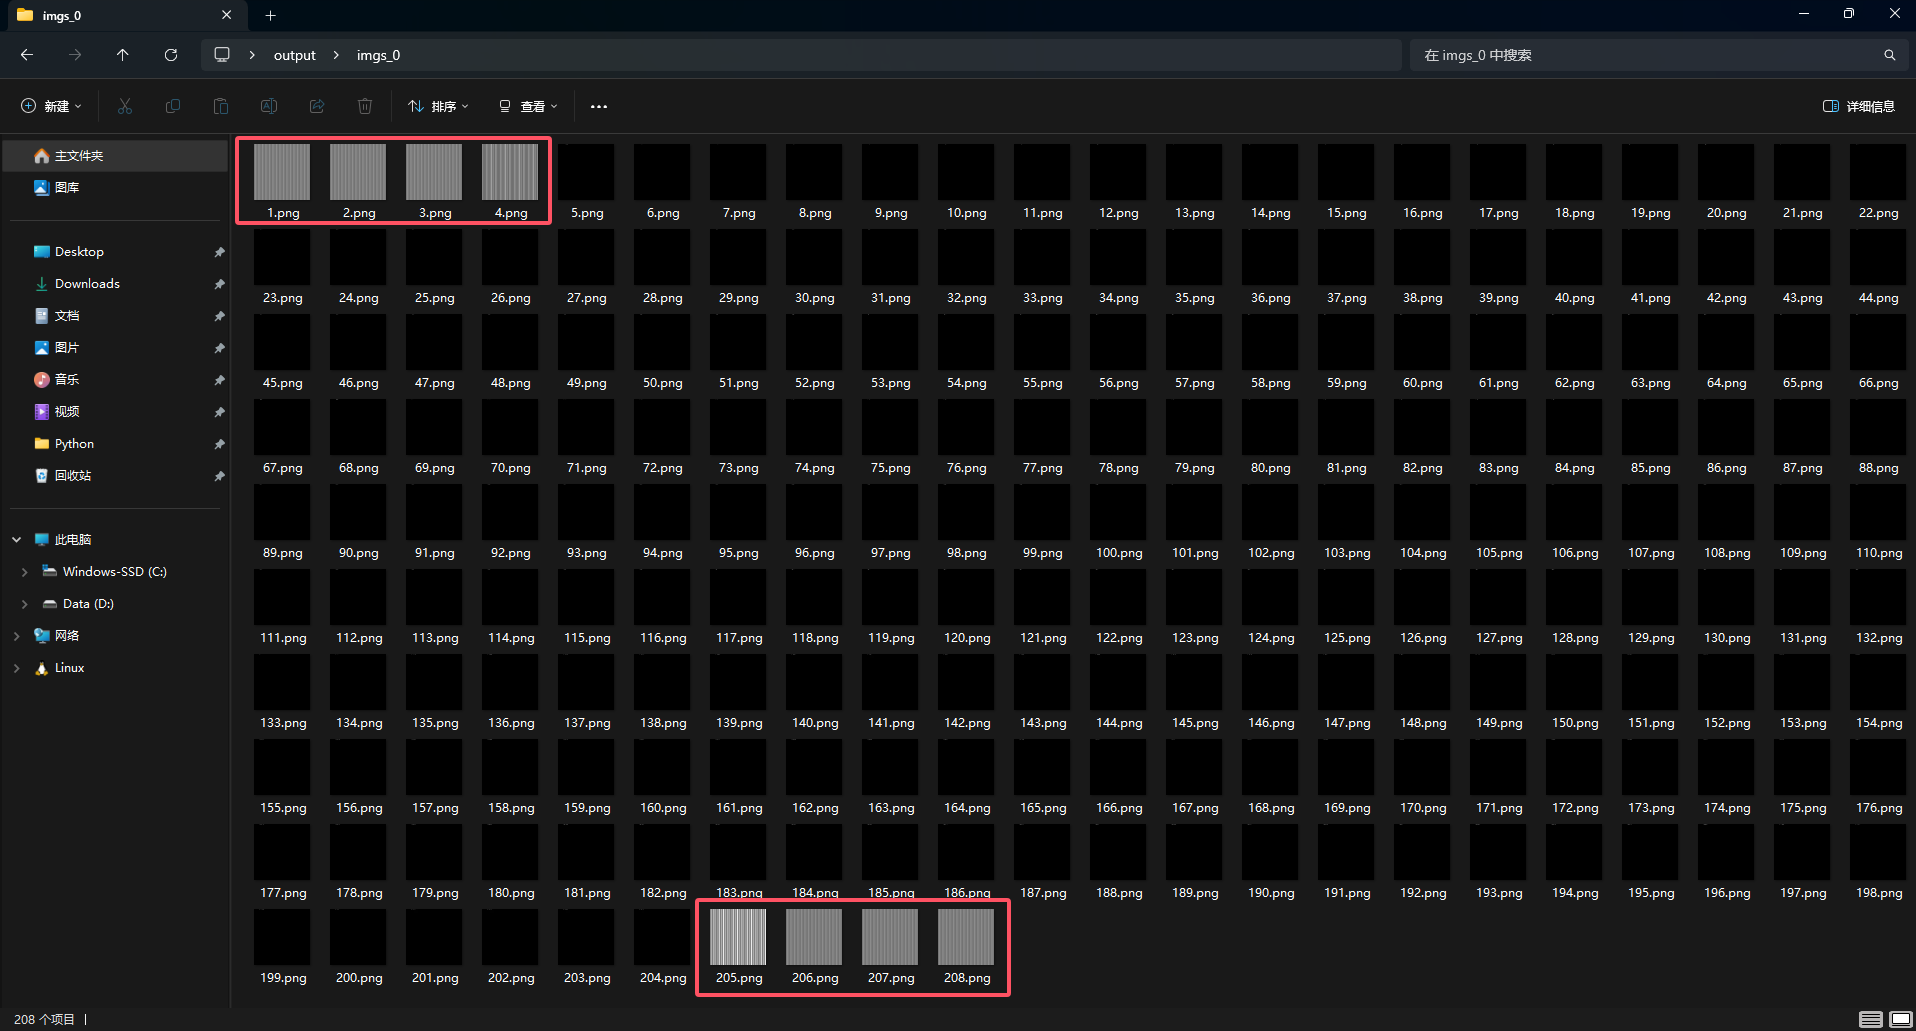 imgs_0
output
imgs_0
在 imgs_0 中搜索
新建
排序
查看
详细信息
主文件夹
图库
Desktop
Downloads
文档
图片
音乐
视频
Python
回收站
此电脑
Windows-SSD (C:)
Data (D:)
网络
Linux
1.png 2.png 3.png 4.png 5.png 6.png 7.png 8.png 9.png 10.png 11.png 12.png 13.png 14.png 15.png 16.png 17.png 18.png 19.png 20.png 21.png 22.png
23.png 24.png 25.png 26.png 27.png 28.png 29.png 30.png 31.png 32.png 33.png 34.png 35.png 36.png 37.png 38.png 39.png 40.png 41.png 42.png 43.png 44.png
45.png 46.png 47.png 48.png 49.png 50.png 51.png 52.png 53.png 54.png 55.png 56.png 57.png 58.png 59.png 60.png 61.png 62.png 63.png 64.png 65.png 66.png
67.png 68.png 69.png 70.png 71.png 72.png 73.png 74.png 75.png 76.png 77.png 78.png 79.png 80.png 81.png 82.png 83.png 84.png 85.png 86.png 87.png 88.png
89.png 90.png 91.png 92.png 93.png 94.png 95.png 96.png 97.png 98.png 99.png 100.png 101.png 102.png 103.png 104.png 105.png 106.png 107.png 108.png 109.png 110.png
111.png 112.png 113.png 114.png 115.png 116.png 117.png 118.png 119.png 120.png 121.png 122.png 123.png 124.png 125.png 126.png 127.png 128.png 129.png 130.png 131.png 132.png
133.png 134.png 135.png 136.png 137.png 138.png 139.png 140.png 141.png 142.png 143.png 144.png 145.png 146.png 147.png 148.png 149.png 150.png 151.png 152.png 153.png 154.png
155.png 156.png 157.png 158.png 159.png 160.png 161.png 162.png 163.png 164.png 165.png 166.png 167.png 168.png 169.png 170.png 171.png 172.png 173.png 174.png 175.png 176.png
177.png 178.png 179.png 180.png 181.png 182.png 183.png 184.png 185.png 186.png 187.png 188.png 189.png 190.png 191.png 192.png 193.png 194.png 195.png 196.png 197.png 198.png
199.png 200.png 201.png 202.png 203.png 204.png 205.png 206.png 207.png 208.png
208 个项目